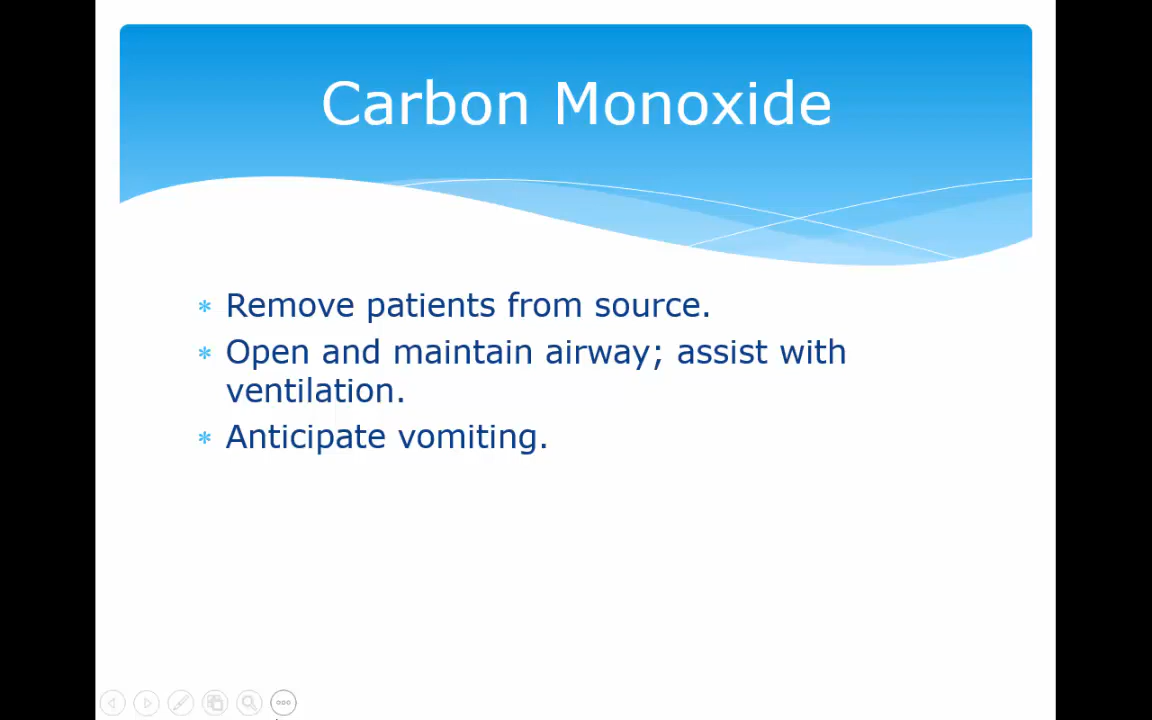 Carbon Monoxide
* Remove patients from source.
* Open and maintain airway; assist with
ventilation.
* Anticipate vomiting.